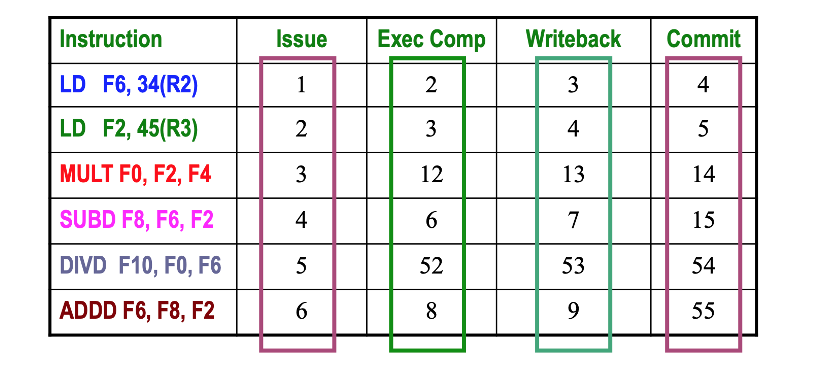 Instruction Issue Exec Comp Writeback Commit
LD F6, 34(R2) 1 2 3 4
LD F2, 45(R3) 2 3 4 5
MULT F0, F2, F4 3 12 13 14
SUBD F8, F6, F2 4 6 7 15
DIVD F10, F0, F6 5 52 53 54
ADDD F6, F8, F2 6 8 9 55